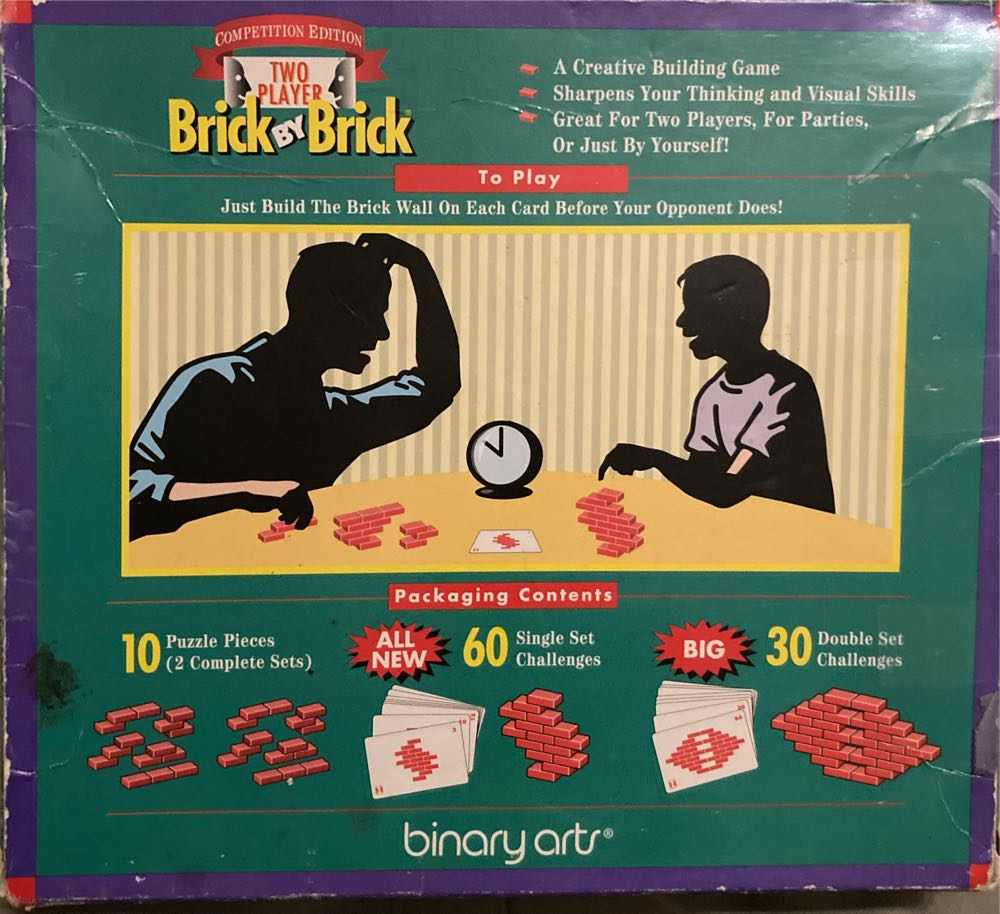 COMPETITION EDITION
TWO
PLAYER
Brick BY Brick
A Creative Building Game
Sharpens Your Thinking and Visual Skills
Great For Two Players, For Parties,
Or Just By Yourself!
To Play
Just Build The Brick Wall On Each Card Before Your Opponent Does!
Packaging Contents
10 Puzzle Pieces
(2 Complete Sets)
ALL
NEW
60 Single Set
Challenges
BIG
30 Double Set
Challenges
binary arts®